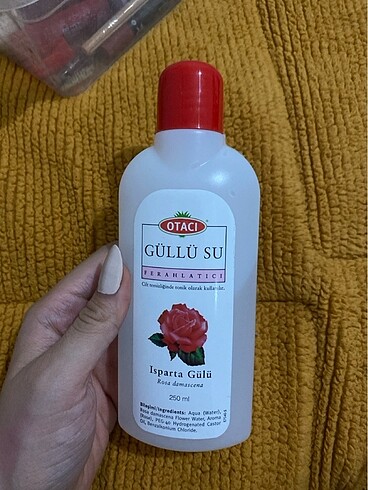 OTACI
GÜLLÜ SU
FERAHLATICI
Cilt temizliğinde tonik olarak kullanılır.
Isparta Gülü
Rosa damascena
250 ml
Bileşimi/Ingredients: Aqua (Water),
Rosa damascena Flower Water, Aroma
(Rose), PEG-40 Hydrogenated Castor
Oil, Benzalkonium Chloride.